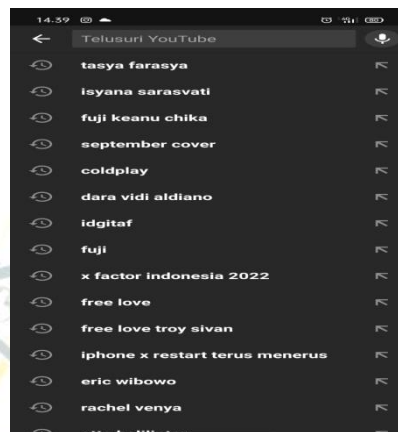 14.39
Telusuri YouTube
tasya farasya
isyana sarasvati
fuji keanu chika
september cover
coldplay
dara vidi aldiano
idgitaf
fuji
x factor indonesia 2022
free love
free love troy sivan
iphone x restart terus menerus
eric wibowo
rachel venya